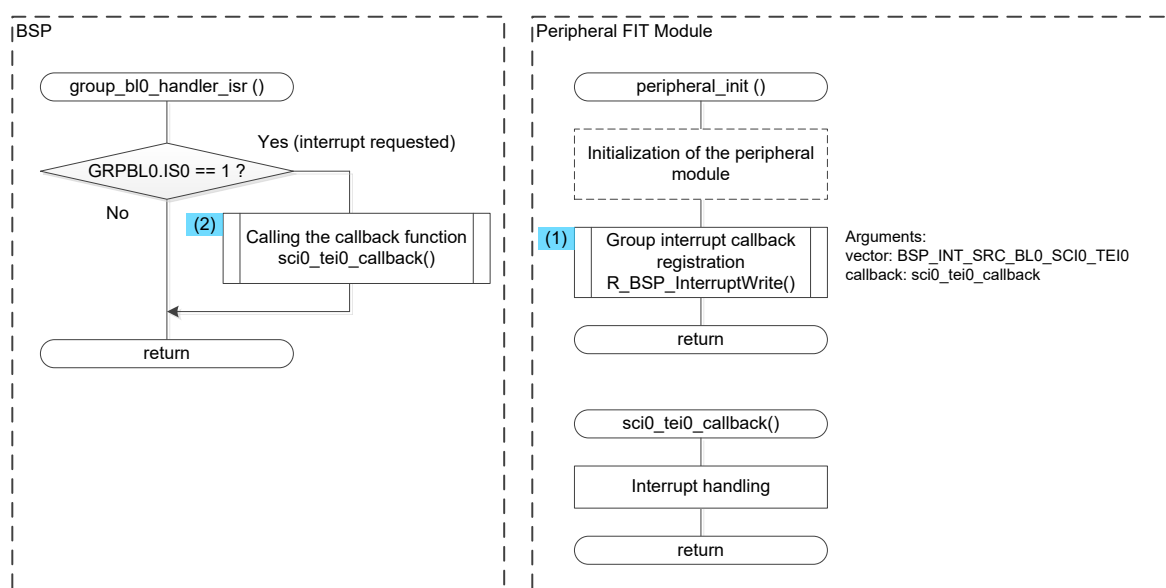 BSP
group_bl0_handler_isr ()
Yes (interrupt requested)
GRPBL0.IS0 == 1 ?
No
(2)
Calling the callback function
sci0_tei0_callback()
return
Peripheral FIT Module
peripheral_init ()
Initialization of the peripheral
module
(1)
Group interrupt callback
registration
R_BSP_InterruptWrite()
Arguments:
vector: BSP_INT_SRC_BL0_SCI0_TEI0
callback: sci0_tei0_callback
return
sci0_tei0_callback()
Interrupt handling
return